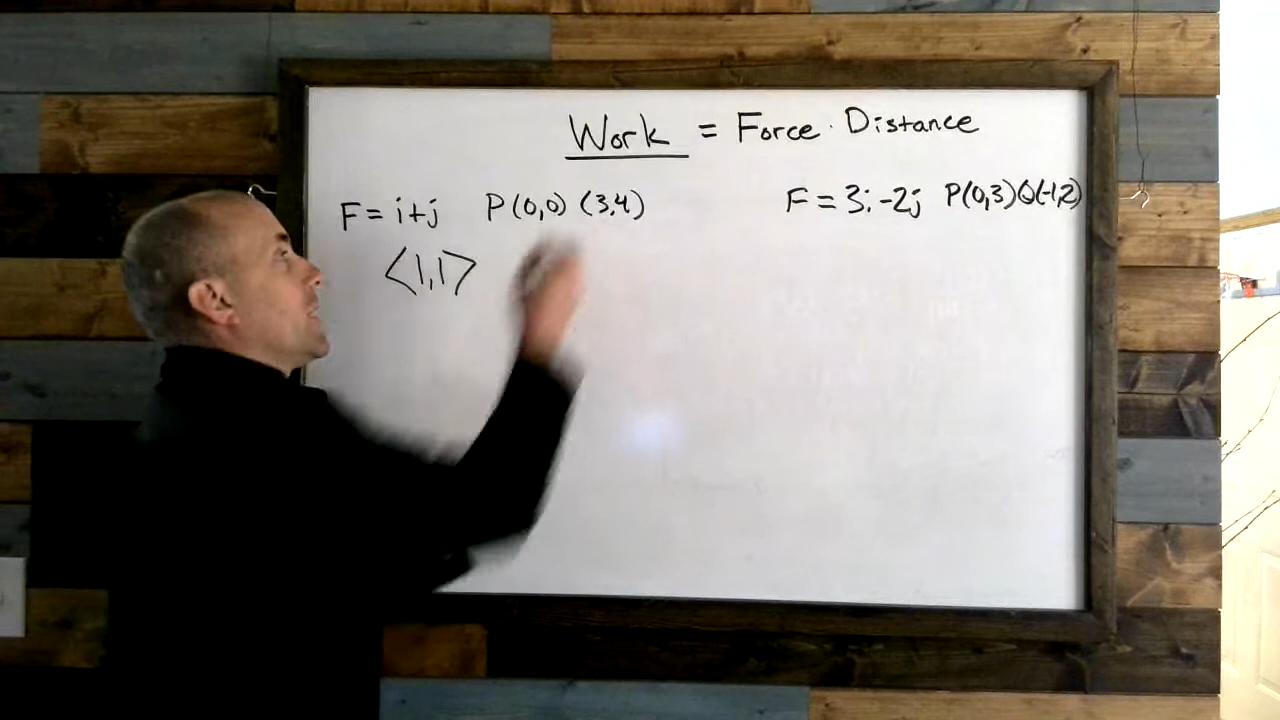 Work = Force · Distance
F = i+j P(0,0) (3,4)
<1,1>
F = 3i-2j P(0,3)Q(-1,2)